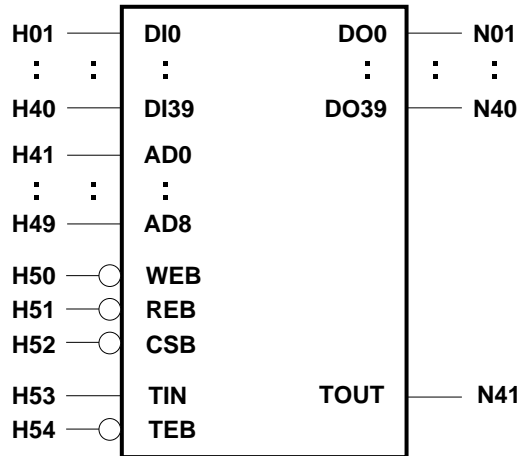 H01 DI0 DO0 N01
: : : : : :
H40 DI39 DO39 N40
H41 AD0
: : :
H49 AD8
H50 WEB
H51 REB
H52 CSB
H53 TIN TOUT N41
H54 TEB